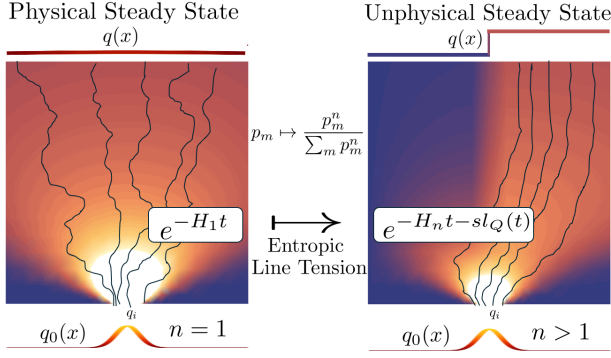 Physical Steady State
q(x)
e^{-H_1 t}
q_i
q_0(x)
n = 1
p_m ↦ p_m^n / ∑_m p_m^n
Entropic
Line Tension
Unphysical Steady State
q(x)
e^{-H_n t - s l_Q(t)}
q_i
q_0(x)
n > 1